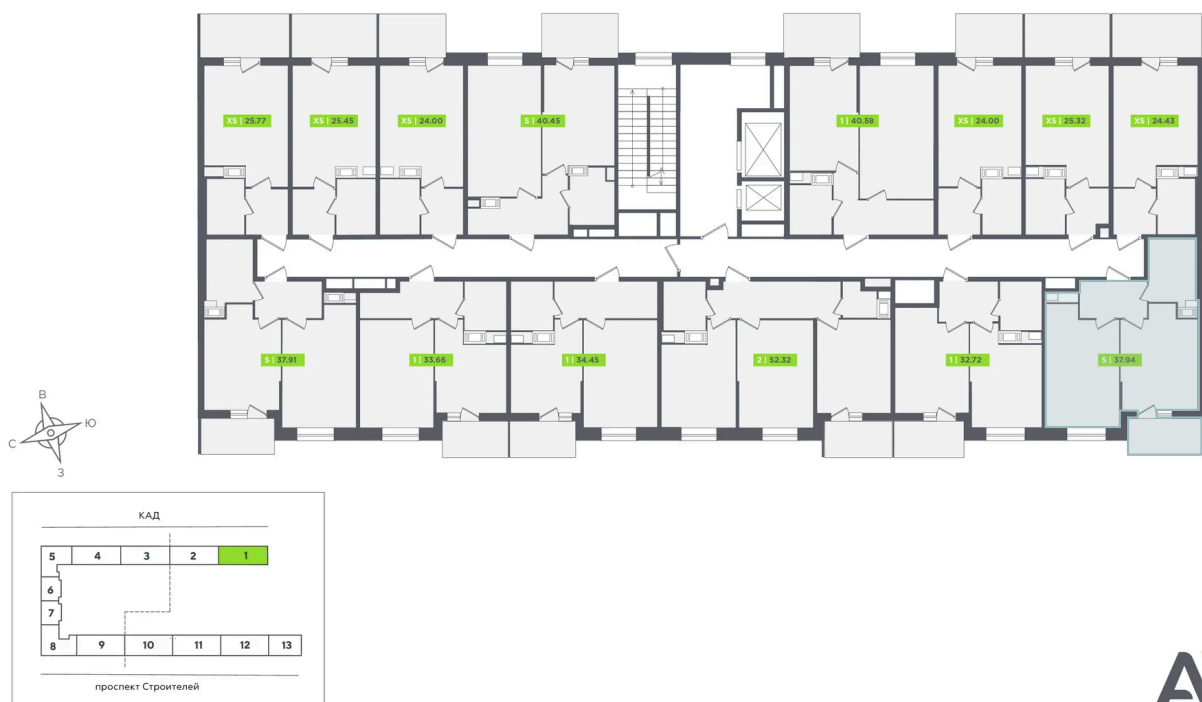 XS | 25.77
XS | 25.45
XS | 24.00
S | 40.45
1 | 40.58
XS | 24.00
XS | 25.32
XS | 24.43
S | 37.91
1 | 33.66
1 | 34.45
2 | 52.32
1 | 32.72
S | 37.94
В
Ю
С
З
КАД
5 4 3 2 1
6
7
8 9 10 11 12 13
проспект Строителей